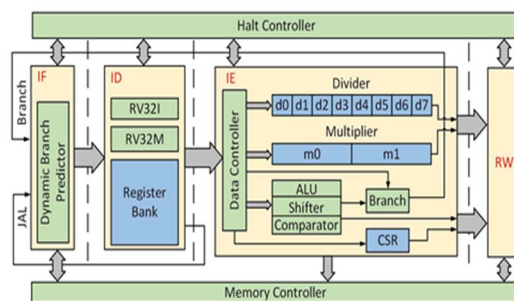 Halt Controller
IF
ID
IE
RW
Branch
JAL
Dynamic Branch
Predictor
RV32I
RV32M
Register
Bank
Data Controller
Divider
d0 d1 d2 d3 d4 d5 d6 d7
Multiplier
m0 m1
ALU
Shifter
Comparator
Branch
CSR
Memory Controller